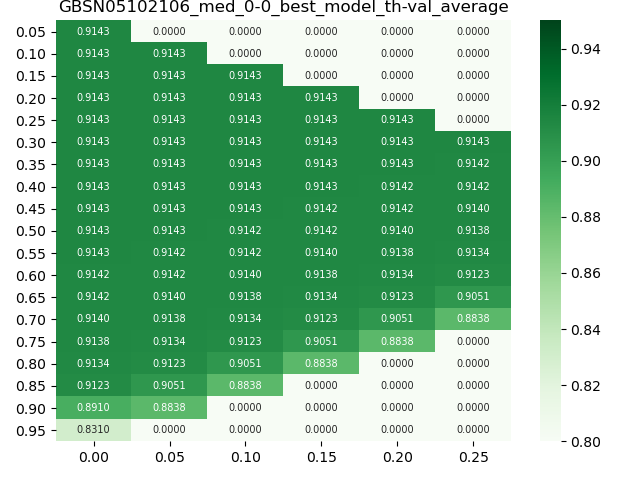 GBSN05102106_med_0-0_best_model_th-val_average
0.05 0.9143 0.0000 0.0000 0.0000 0.0000 0.0000
0.10 0.9143 0.9143 0.0000 0.0000 0.0000 0.0000
0.15 0.9143 0.9143 0.9143 0.0000 0.0000 0.0000
0.20 0.9143 0.9143 0.9143 0.9143 0.0000 0.0000
0.25 0.9143 0.9143 0.9143 0.9143 0.9143 0.0000
0.30 0.9143 0.9143 0.9143 0.9143 0.9143 0.9143
0.35 0.9143 0.9143 0.9143 0.9143 0.9143 0.9142
0.40 0.9143 0.9143 0.9143 0.9143 0.9142 0.9142
0.45 0.9143 0.9143 0.9143 0.9142 0.9142 0.9140
0.50 0.9143 0.9143 0.9142 0.9142 0.9140 0.9138
0.55 0.9143 0.9142 0.9142 0.9140 0.9138 0.9134
0.60 0.9142 0.9142 0.9140 0.9138 0.9134 0.9123
0.65 0.9142 0.9140 0.9138 0.9134 0.9123 0.9051
0.70 0.9140 0.9138 0.9134 0.9123 0.9051 0.8838
0.75 0.9138 0.9134 0.9123 0.9051 0.8838 0.0000
0.80 0.9134 0.9123 0.9051 0.8838 0.0000 0.0000
0.85 0.9123 0.9051 0.8838 0.0000 0.0000 0.0000
0.90 0.8910 0.8838 0.0000 0.0000 0.0000 0.0000
0.95 0.8310 0.0000 0.0000 0.0000 0.0000 0.0000
0.00 0.05 0.10 0.15 0.20 0.25
0.94
0.92
0.90
0.88
0.86
0.84
0.82
0.80